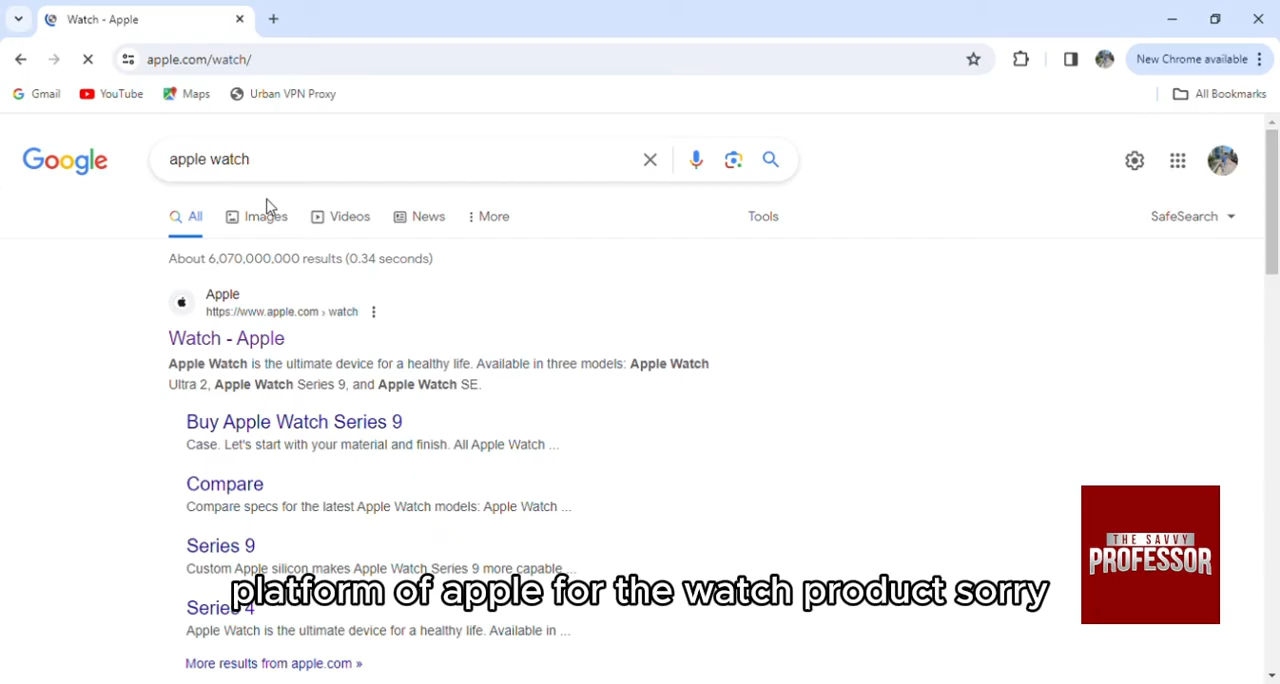 Watch - Apple
apple.com/watch/
New Chrome available
Gmail
YouTube
Maps
Urban VPN Proxy
All Bookmarks
Google
apple watch
All
Images
Videos
News
More
Tools
SafeSearch
About 6,070,000,000 results (0.34 seconds)
Apple
https://www.apple.com › watch
Watch - Apple
Apple Watch is the ultimate device for a healthy life. Available in three models: Apple Watch
Ultra 2, Apple Watch Series 9, and Apple Watch SE.
Buy Apple Watch Series 9
Case. Let's start with your material and finish. All Apple Watch ...
Compare
Compare specs for the latest Apple Watch models: Apple Watch ...
Series 9
Custom Apple silicon makes Apple Watch Series 9 more capable, ...
platform of apple for the watch product sorry
Series 4
Apple Watch is the ultimate device for a healthy life. Available in ...
More results from apple.com »
THE SAVVY
PROFESSOR